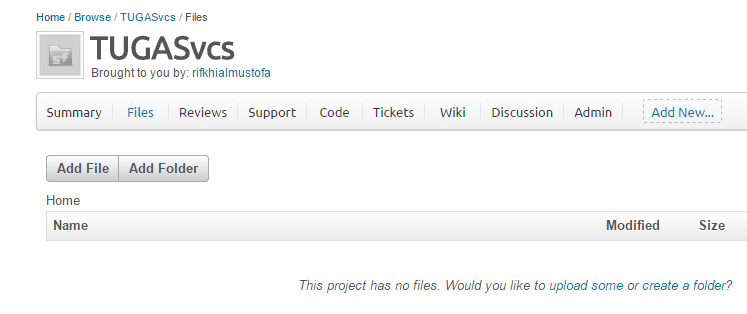 Home / Browse / TUGASvcs / Files
sf
TUGASvcs
Brought to you by: rifkhialmustofa
Summary Files Reviews Support Code Tickets Wiki Discussion Admin Add New...
Add File Add Folder
Home
Name Modified Size
This project has no files. Would you like to upload some or create a folder?